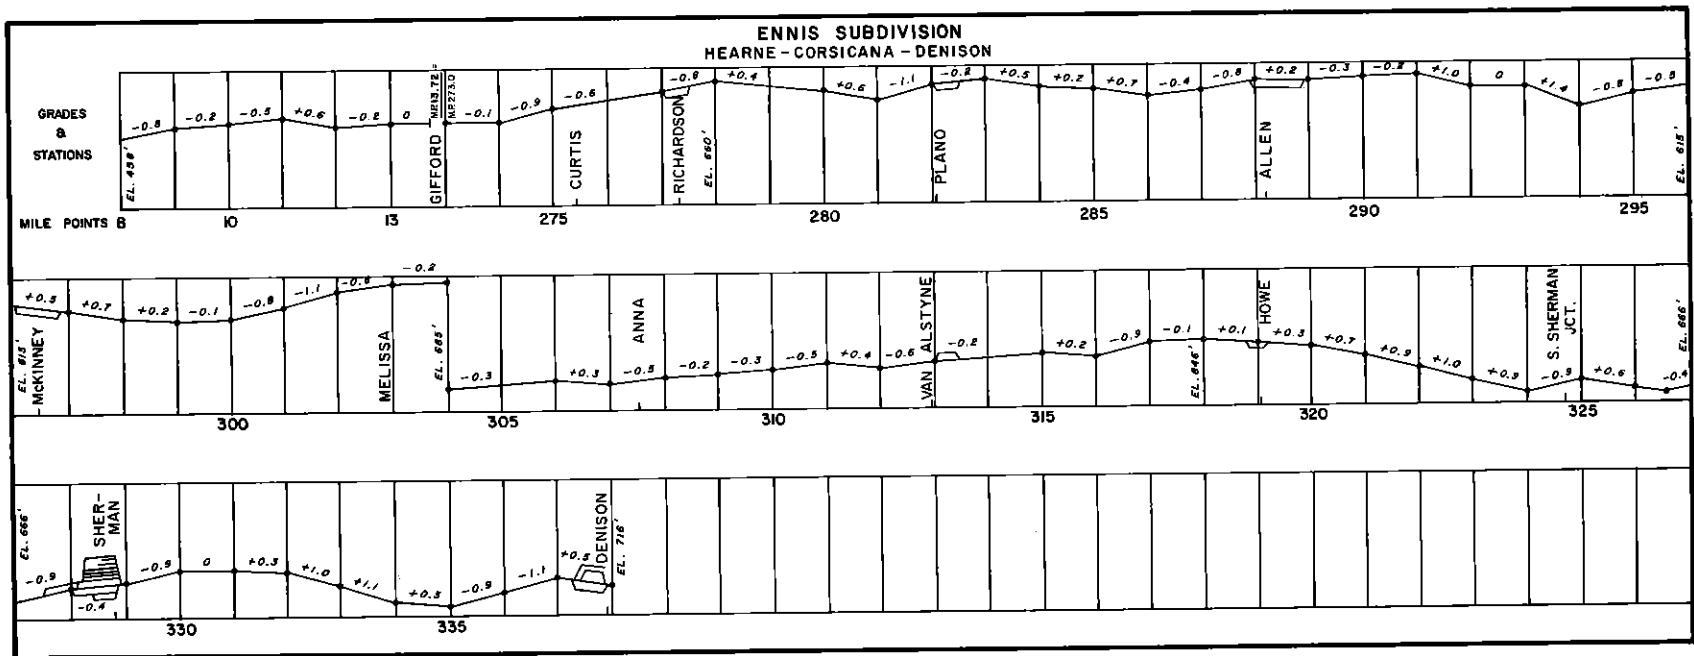 ENNIS SUBDIVISION
HEARNE - CORSICANA - DENISON
GRADES
&
STATIONS
EL. 456'
-0.8 -0.2 -0.5 +0.6 -0.2 0 -0.1 -0.9 -0.6 -0.8 +0.4 +0.6 -1.1 -0.2 +0.5 +0.2 +0.7 -0.4 -0.8 +0.2 -0.3 -0.2 +1.0 0 +1.4 -0.8 -0.5
GIFFORD
M.P. 273.0
CURTIS
RICHARDSON
EL. 660'
PLANO
ALLEN
EL. 615'
MILE POINTS 8 10 13 275 280 285 290 295
+0.5 +0.7 +0.2 -0.1 -0.8 -1.1 -0.6 -0.2
EL. 615'
McKINNEY
MELISSA
EL. 685'
-0.3 +0.3 -0.5 -0.2 -0.3 -0.5 +0.4 -0.6 -0.2 +0.2 -0.9 -0.1 +0.1 +0.3 +0.7 +0.9 +1.0 +0.9 -0.9 +0.6 -0.4
ANNA
VAN ALSTYNE
EL. 846'
HOWE
S. SHERMAN
JCT.
EL. 666'
300 305 310 315 320 325
EL. 666'
SHER-
MAN
-0.9 -0.4 -0.9 0 +0.3 +1.0 +1.1 +0.5 -0.9 -1.1 +0.5
DENISON
EL. 716'
330 335